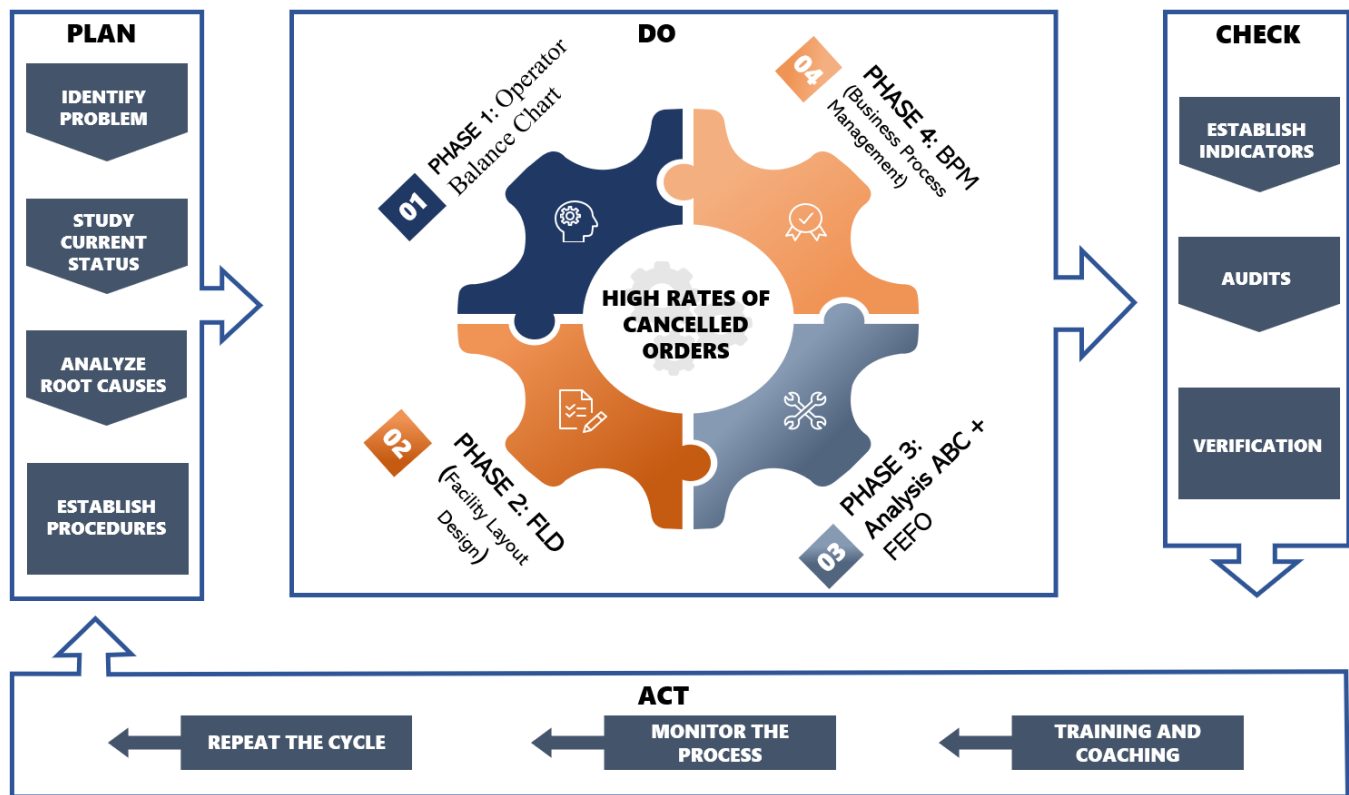 PLAN
IDENTIFY
PROBLEM
STUDY
CURRENT
STATUS
ANALYZE
ROOT CAUSES
ESTABLISH
PROCEDURES
DO
01
PHASE 1: Operator
Balance Chart
02
PHASE 2: FLD
(Facility Layout
Design)
PHASE 3:
Analysis ABC +
FEFO
03
04
PHASE 4: BPM
(Business Process
Management)
HIGH RATES OF
CANCELLED
ORDERS
CHECK
ESTABLISH
INDICATORS
AUDITS
VERIFICATION
ACT
REPEAT THE CYCLE
MONITOR THE
PROCESS
TRAINING AND
COACHING